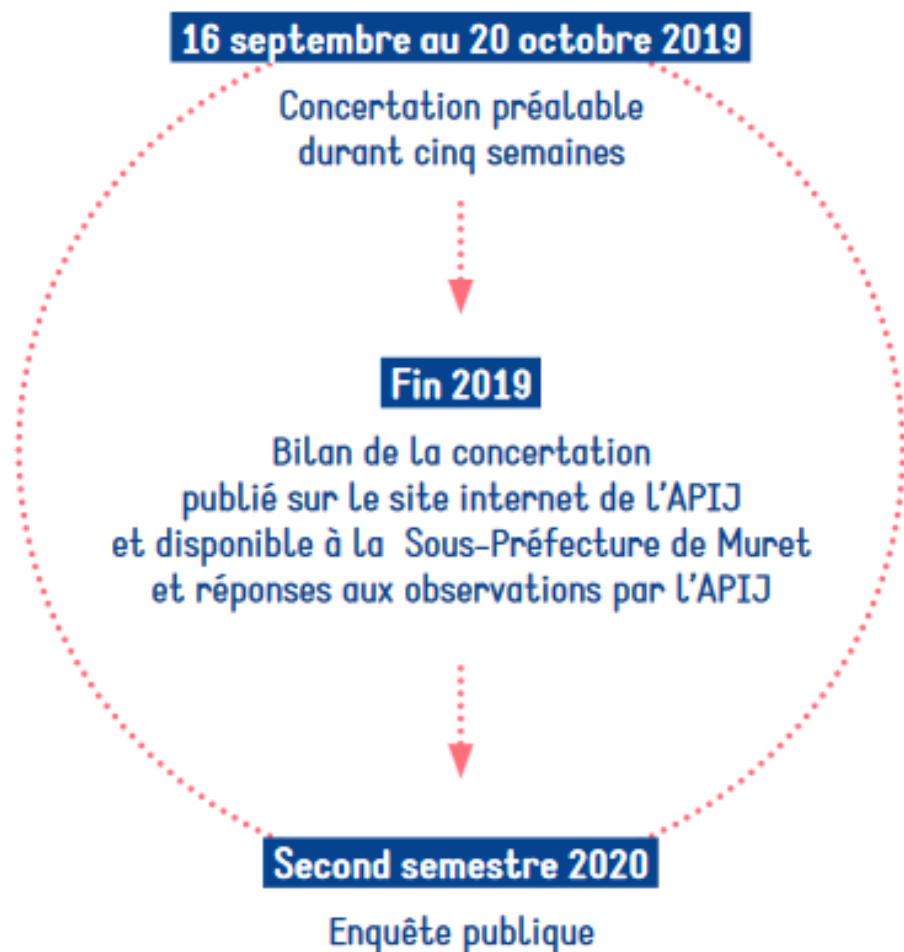 16 septembre au 20 octobre 2019
Concertation préalable
durant cinq semaines
Fin 2019
Bilan de la concertation
publié sur le site internet de l'APIJ
et disponible à la Sous-Préfecture de Muret
et réponses aux observations par l'APIJ
Second semestre 2020
Enquête publique